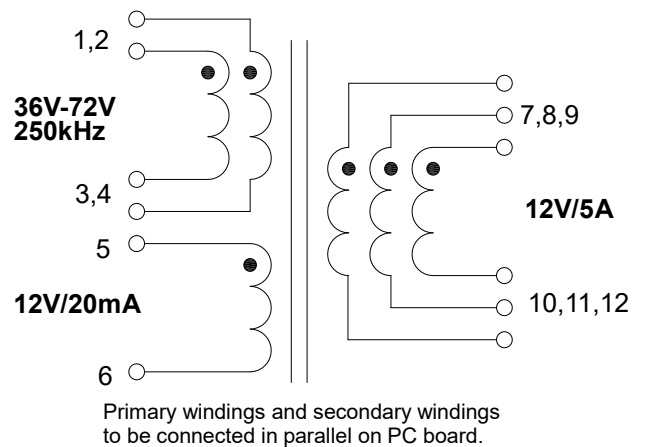 1,2
36V-72V
250kHz
3,4
5
12V/20mA
6
7,8,9
12V/5A
10,11,12
Primary windings and secondary windings
to be connected in parallel on PC board.